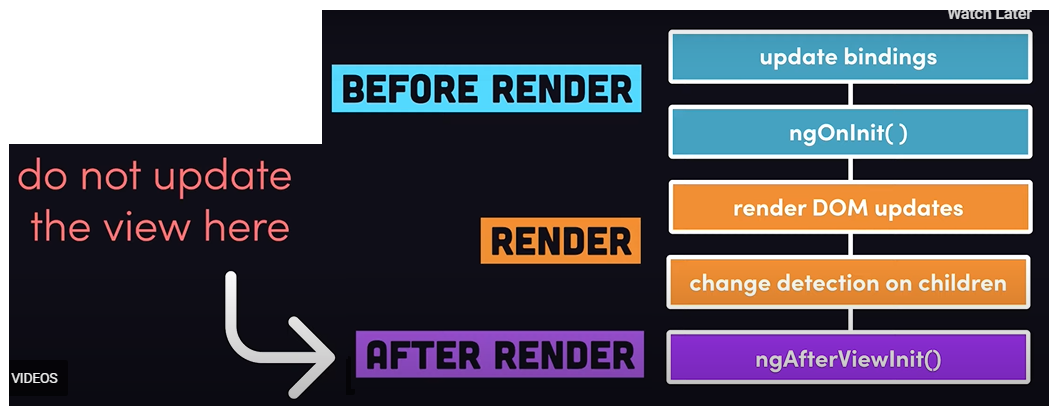 Watch Later
BEFORE RENDER
update bindings
ngOnInit( )
do not update
the view here
RENDER
render DOM updates
change detection on children
AFTER RENDER
ngAfterViewInit()
VIDEOS